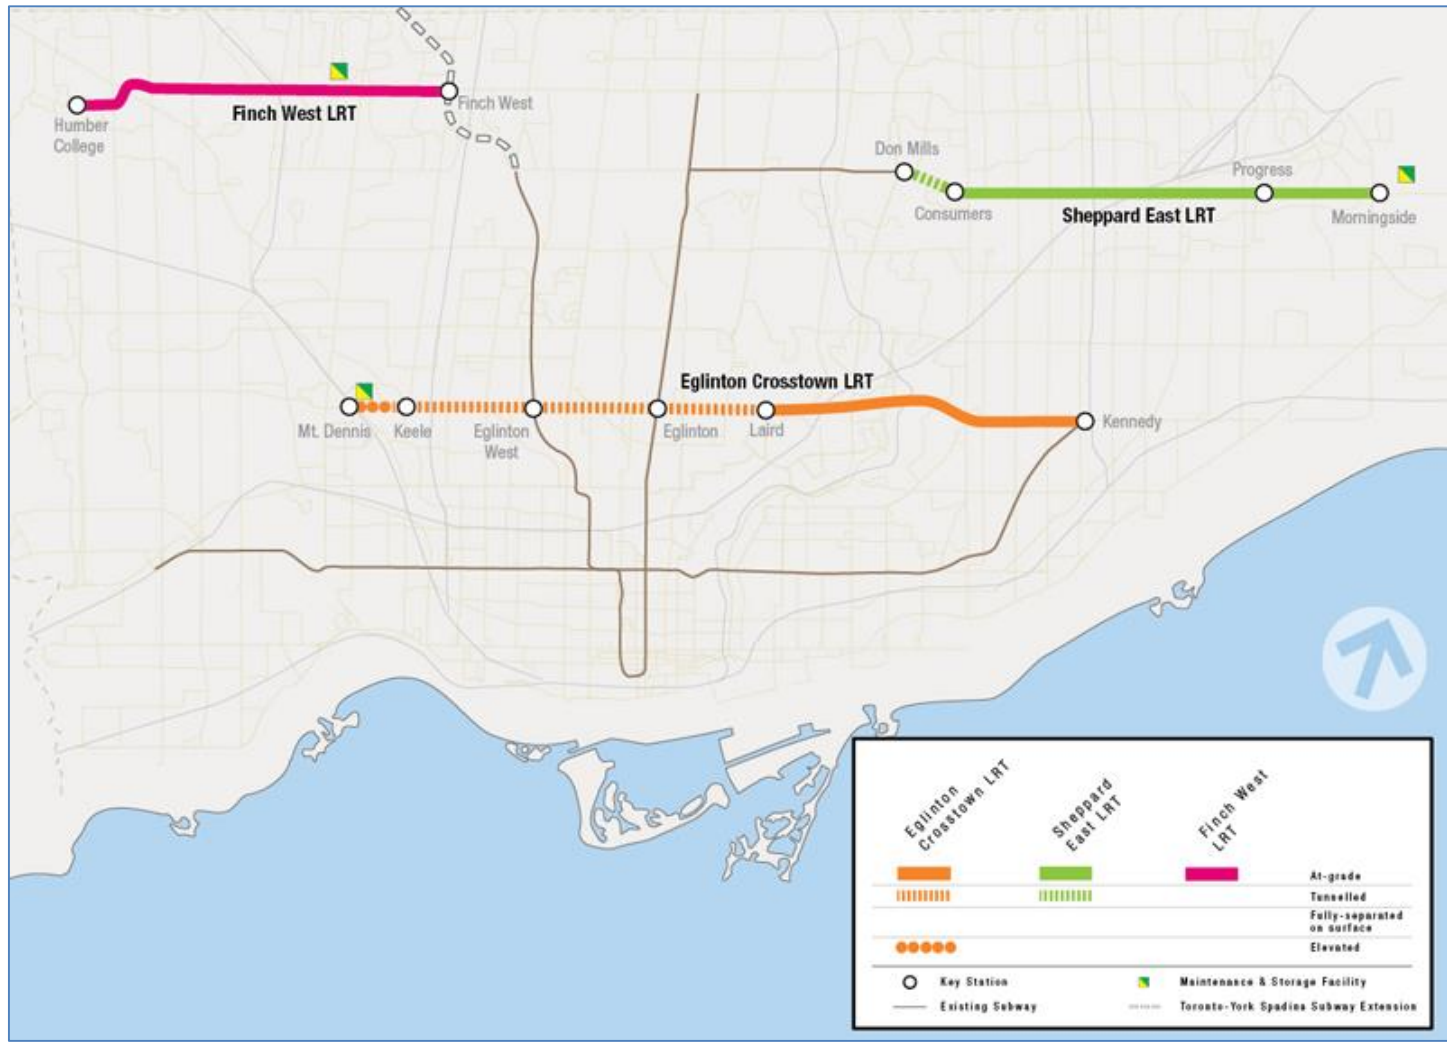 Finch West LRT
Finch West
Humber
College
Don Mills
Progress
Consumers
Sheppard East LRT
Morningside
Eglinton Crosstown LRT
Mt. Dennis
Keele
Eglinton
West
Eglinton
Laird
Kennedy
Eglinton
Crosstown LRT
Sheppard
East LRT
Finch West
LRT
At-grade
Tunnelled
Fully-separated
on surface
Elevated
Key Station
Maintenance & Storage Facility
Existing Subway
Toronto-York Spadina Subway Extension